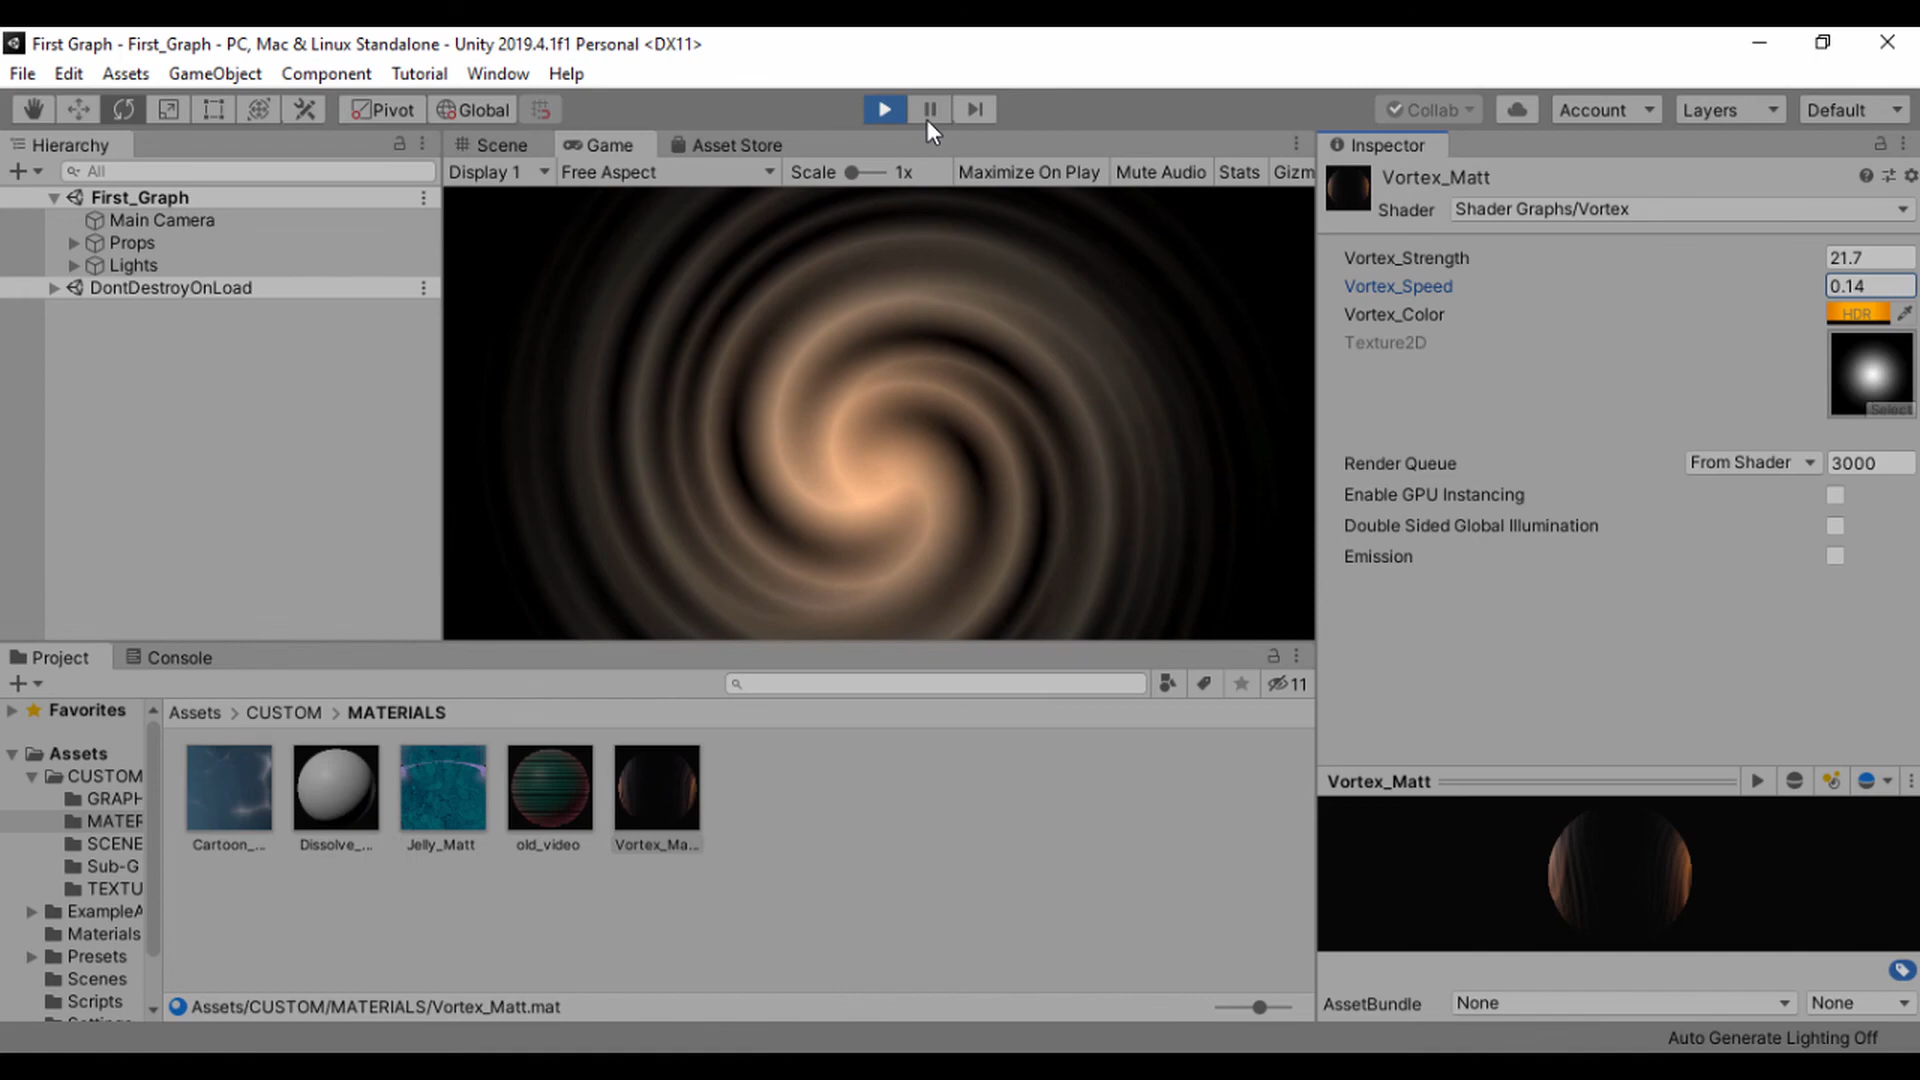 First Graph - First_Graph - PC, Mac & Linux Standalone - Unity 2019.4.1f1 Personal <DX11>
File Edit Assets GameObject Component Tutorial Window Help
Pivot Global Collab Account Layers Default
Hierarchy
All
First_Graph
Main Camera
Props
Lights
DontDestroyOnLoad
Scene Game Asset Store
Display 1 Free Aspect Scale 1x Maximize On Play Mute Audio Stats Gizm
Inspector
Vortex_Matt
Shader Shader Graphs/Vortex
Vortex_Strength 21.7
Vortex_Speed 0.14
Vortex_Color HDR
Texture2D
Select
Render Queue From Shader 3000
Enable GPU Instancing
Double Sided Global Illumination
Emission
Project Console
11
Favorites
Assets
CUSTOM
GRAPH
MATER
SCENE
Sub-G
TEXTU
ExampleA
Materials
Presets
Scenes
Scripts
Assets > CUSTOM > MATERIALS
Cartoon_... Dissolve_... Jelly_Matt old_video Vortex_Ma...
Assets/CUSTOM/MATERIALS/Vortex_Matt.mat
Vortex_Matt
AssetBundle None None
Auto Generate Lighting Off